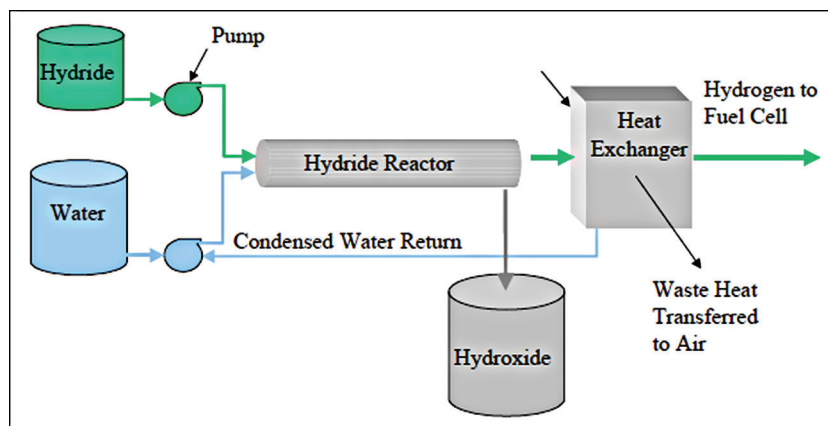 Pump
Hydride
Hydrogen to
Fuel Cell
Heat
Exchanger
Hydride Reactor
Water
Condensed Water Return
Waste Heat
Transferred
to Air
Hydroxide